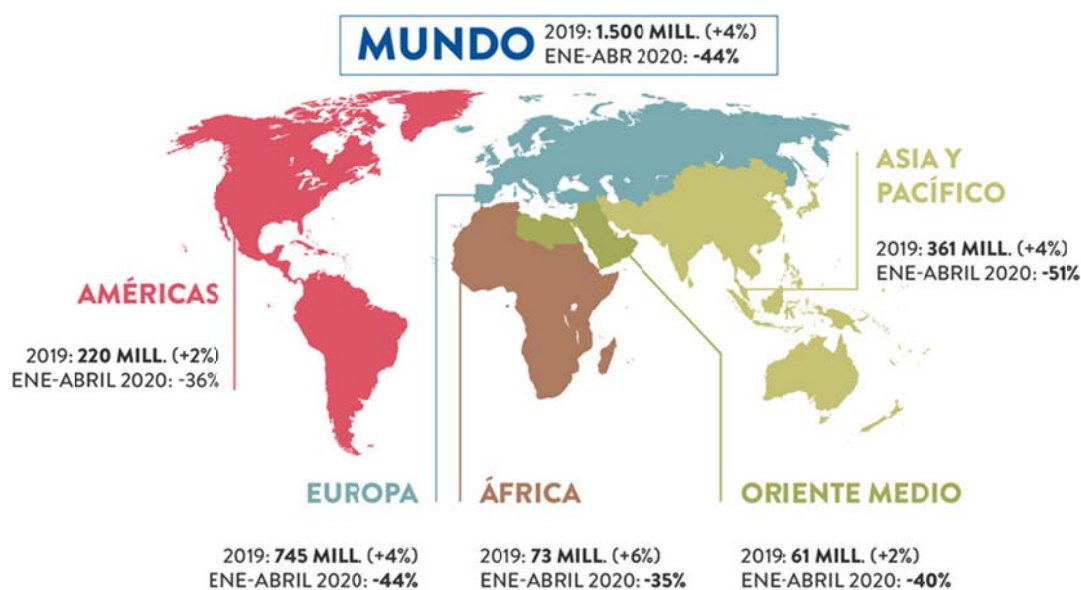 MUNDO
2019: 1.500 MILL. (+4%)
ENE-ABR 2020: -44%
ASIA Y
PACÍFICO
2019: 361 MILL. (+4%)
ENE-ABRIL 2020: -51%
AMÉRICAS
2019: 220 MILL. (+2%)
ENE-ABRIL 2020: -36%
EUROPA
2019: 745 MILL. (+4%)
ENE-ABRIL 2020: -44%
ÁFRICA
2019: 73 MILL. (+6%)
ENE-ABRIL 2020: -35%
ORIENTE MEDIO
2019: 61 MILL. (+2%)
ENE-ABRIL 2020: -40%